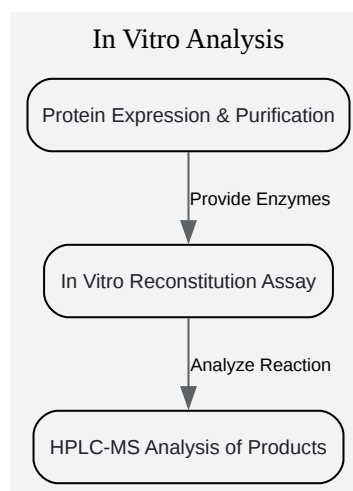 In Vitro Analysis
Protein Expression & Purification
Provide Enzymes
In Vitro Reconstitution Assay
Analyze Reaction
HPLC-MS Analysis of Products